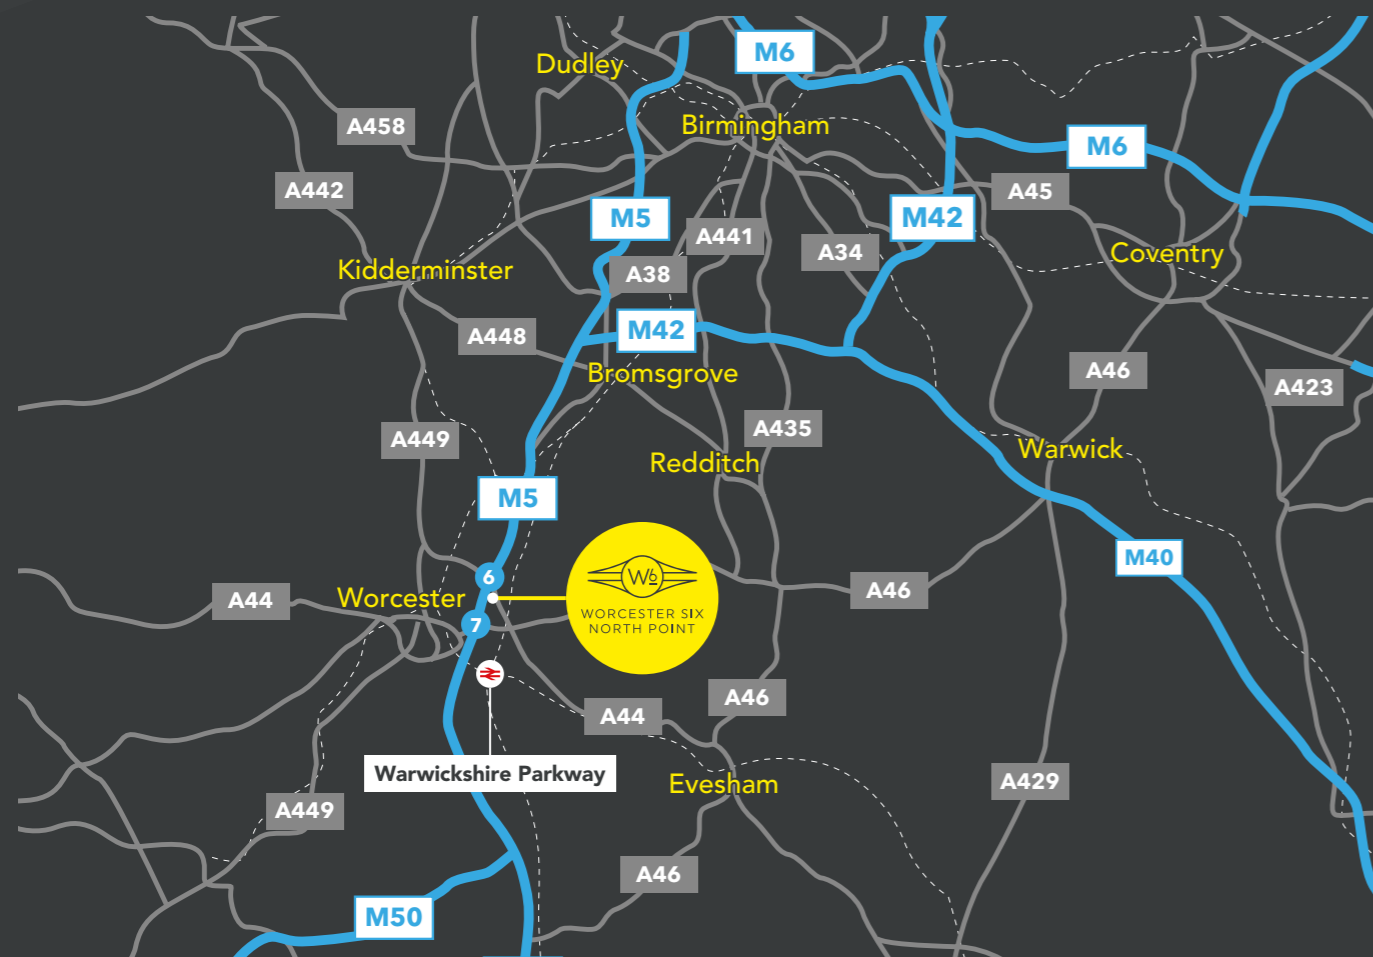 M6
Dudley
A458
Birmingham
M6
A442
A45
M5
M42
A441
A34
Coventry
Kidderminster
A38
M42
A448
Bromsgrove
A46
A423
A449
A435
Warwick
Redditch
M5
M40
6
W6
A46
A44
Worcester
WORCESTER SIX
NORTH POINT
7
A46
A44
Warwickshire Parkway
Evesham
A429
A449
A46
M50